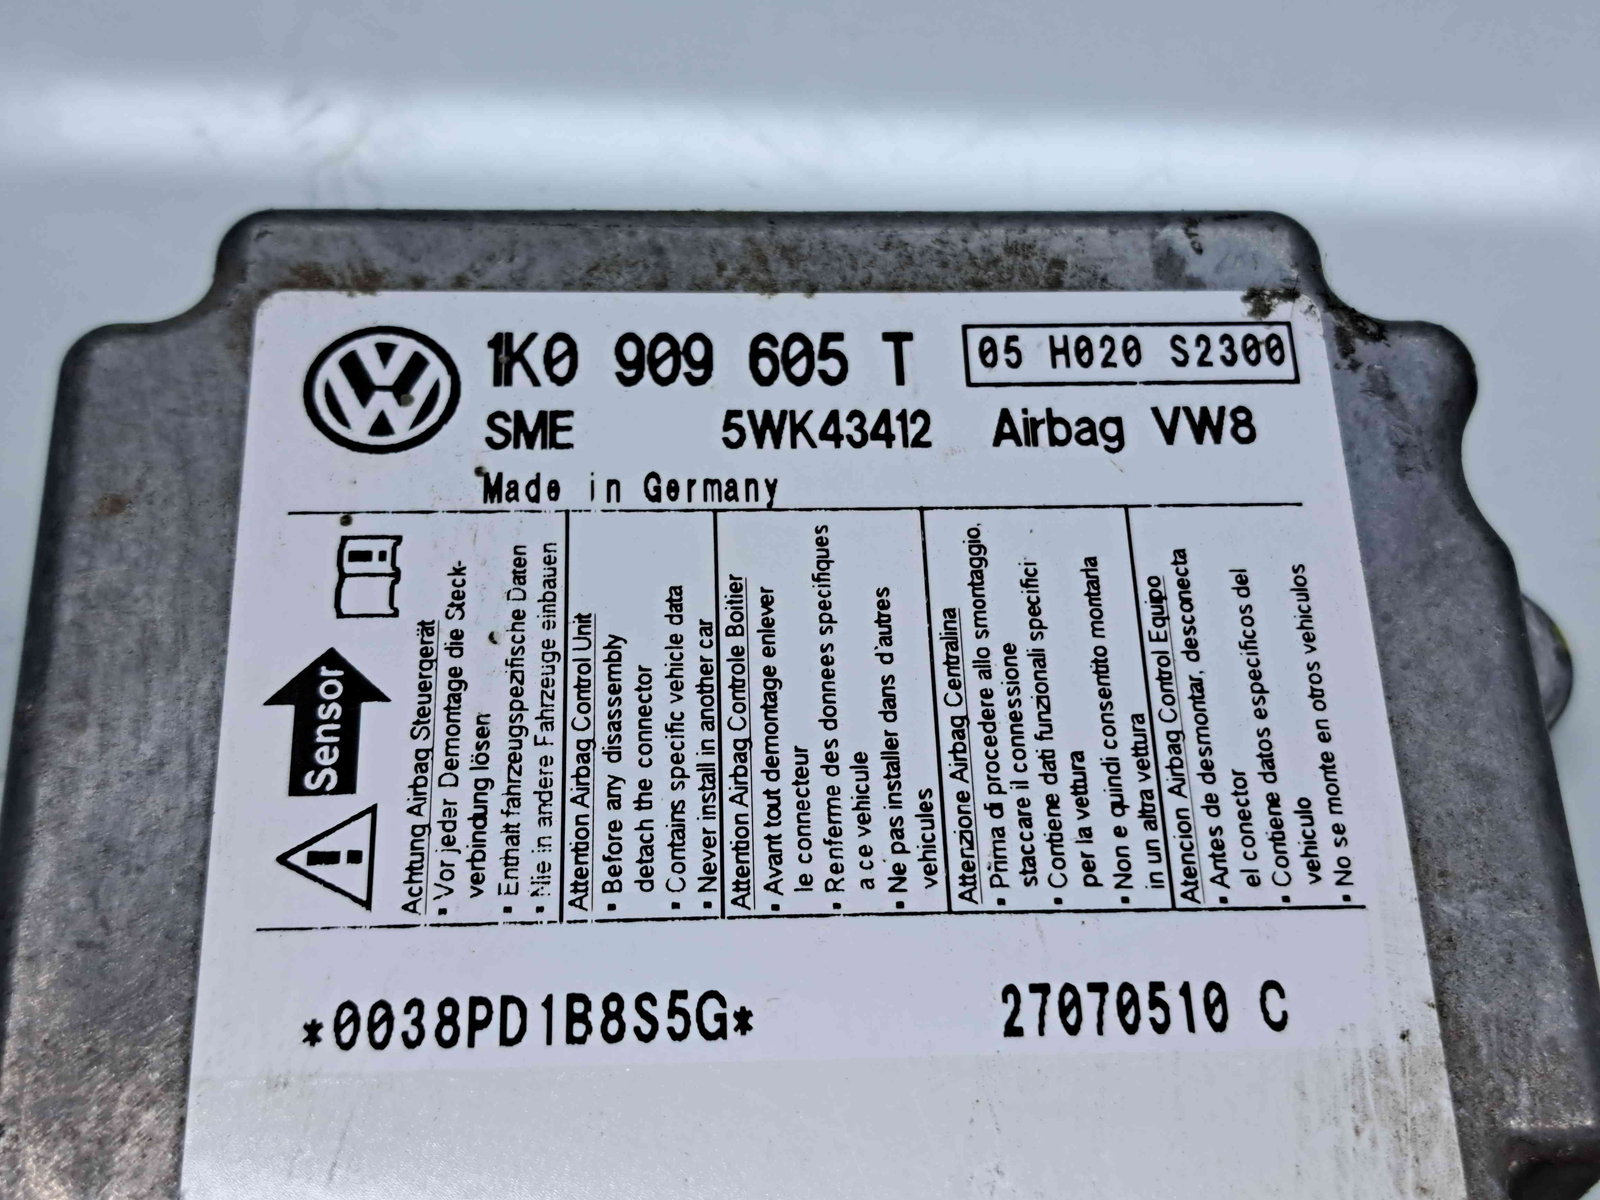 1K0 909 605 T
05 H020 S2300
SME 5WK43412 Airbag VW8
Made in Germany
Sensor
Achtung Airbag Steuergerät
• Vor jeder Demontage die Steck-
verbindung lösen
• Enthält fahrzeugspezifische Daten
• Nie in andere Fahrzeuge einbauen
Attention Airbag Control Unit
• Before any disassembly
detach the connector
• Contains specific vehicle data
• Never install in another car
Attention Airbag Controle Boitier
• Avant tout demontage enlever
le connecteur
• Renferme des donnees specifiques
a ce vehicule
• Ne pas installer dans d'autres
vehicules
Attenzione Airbag Centralina
• Prima di procedere allo smontaggio,
staccare il connessione
• Contiene dati funzionali specifici
per la vettura
• Non e quindi consentito montarla
in un altra vettura
Atencion Airbag Control Equipo
• Antes de desmontar, desconecta
el conector
• Contiene datos especificos del
vehiculo
• No se monte en otros vehiculos
*0038PD1B8S5G*
27070510 C